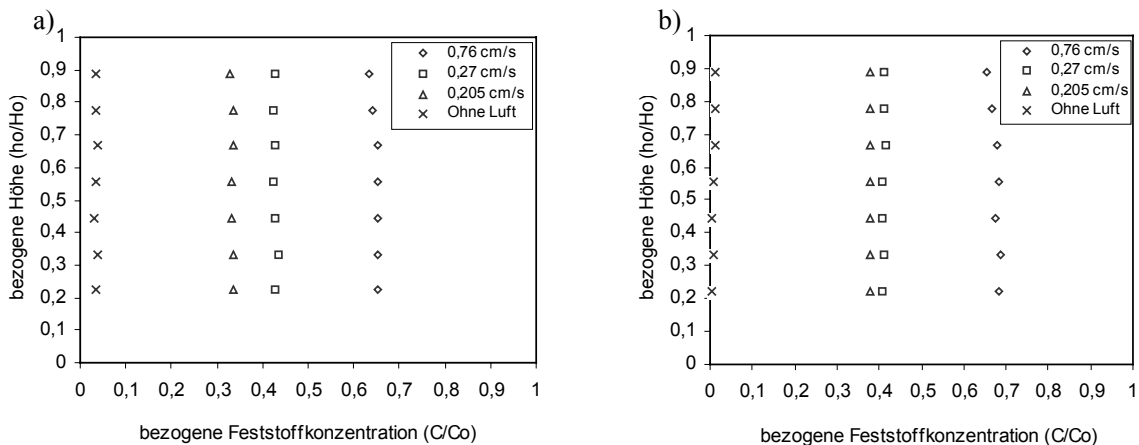 a)
bezogene Höhe (ho/Ho)
1
0,9
0,8
0,7
0,6
0,5
0,4
0,3
0,2
0,1
0
0 0,1 0,2 0,3 0,4 0,5 0,6 0,7 0,8 0,9 1
bezogene Feststoffkonzentration (C/Co)
0,76 cm/s
0,27 cm/s
0,205 cm/s
Ohne Luft
b)
bezogene Höhe (ho/Ho)
1
0,9
0,8
0,7
0,6
0,5
0,4
0,3
0,2
0,1
0
0 0,1 0,2 0,3 0,4 0,5 0,6 0,7 0,8 0,9 1
bezogene Feststoffkonzentration (C/Co)
0,76 cm/s
0,27 cm/s
0,205 cm/s
Ohne Luft